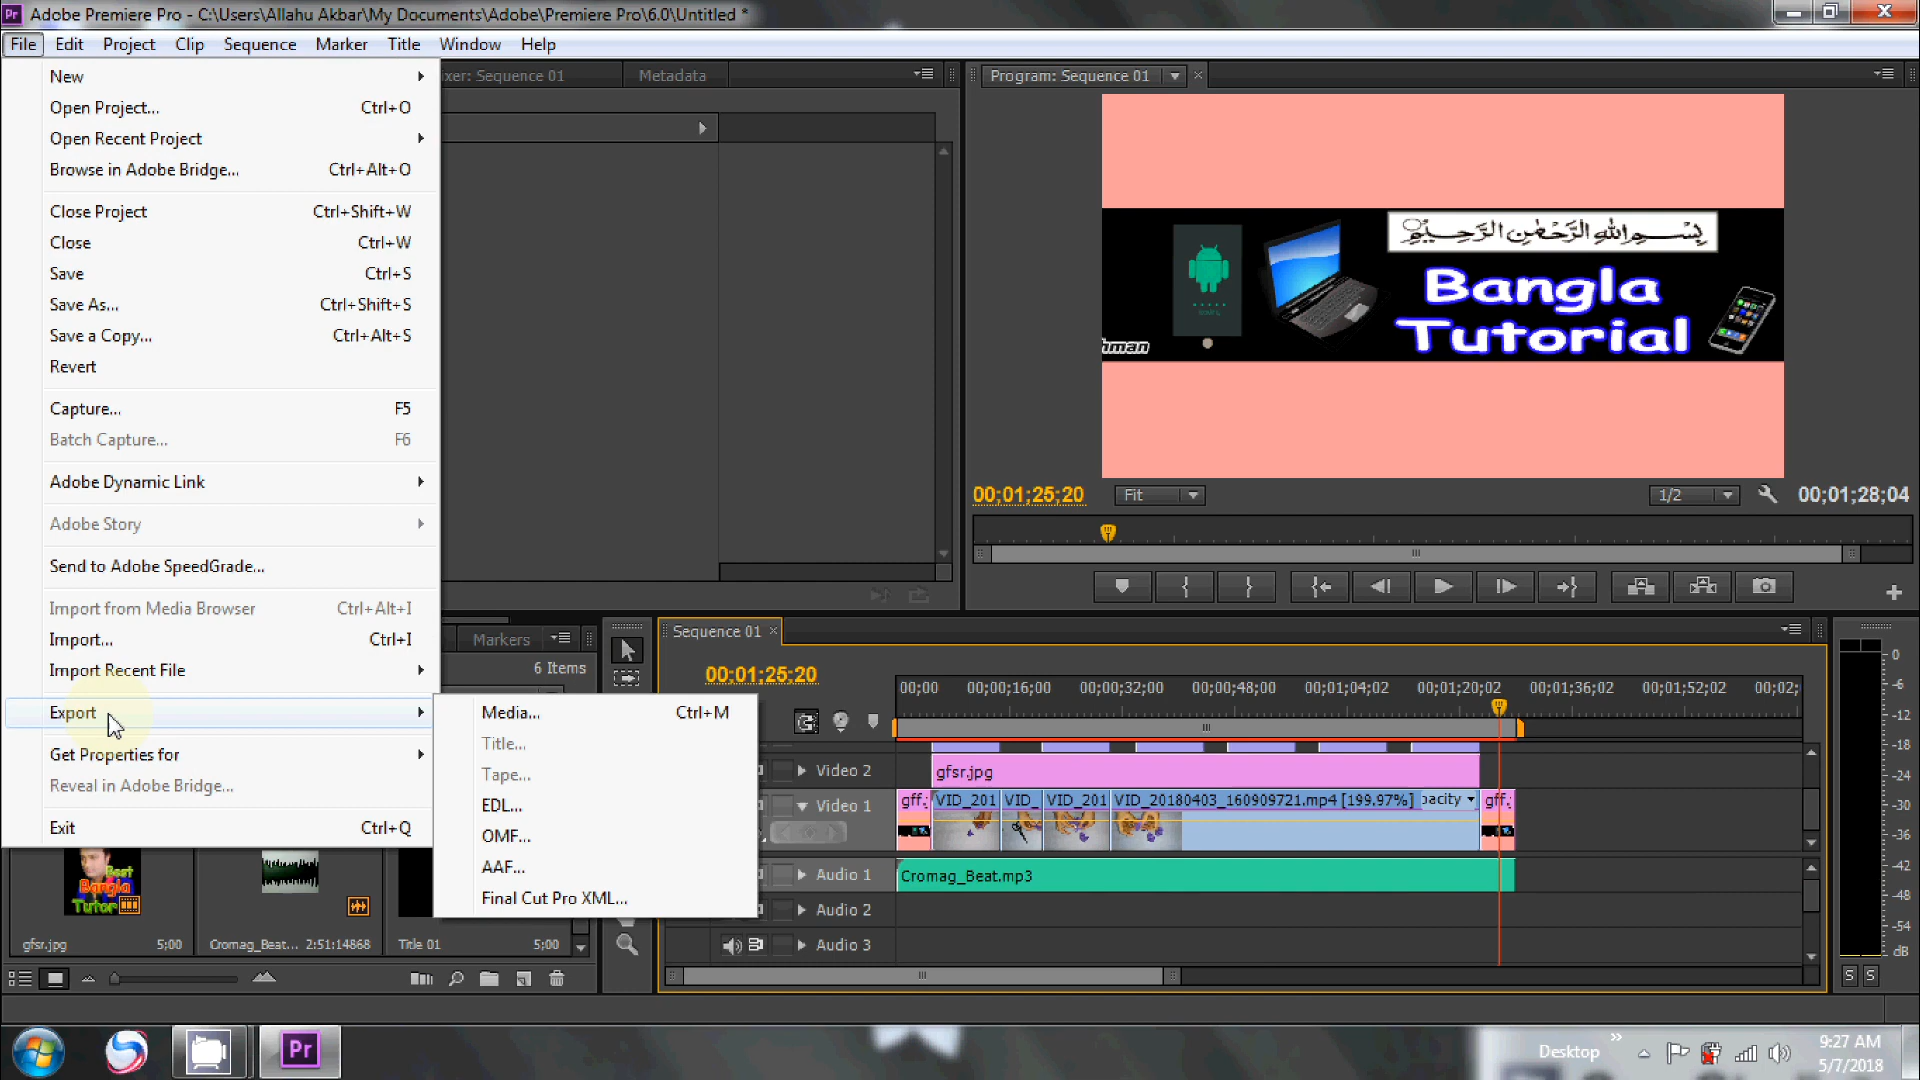 Adobe Premiere Pro - C:\Users\Allahu Akbar\My Documents\Adobe\Premiere Pro\6.0\Untitled *
File Edit Project Clip Sequence Marker Title Window Help
New
Open Project... Ctrl+O
Open Recent Project
Browse in Adobe Bridge... Ctrl+Alt+O
Close Project Ctrl+Shift+W
Close Ctrl+W
Save Ctrl+S
Save As... Ctrl+Shift+S
Save a Copy... Ctrl+Alt+S
Revert
Capture... F5
Batch Capture... F6
Adobe Dynamic Link
Adobe Story
Send to Adobe SpeedGrade...
Import from Media Browser Ctrl+Alt+I
Import... Ctrl+I
Import Recent File
Export
Get Properties for
Reveal in Adobe Bridge...
Exit Ctrl+Q
Media... Ctrl+M
Title...
Tape...
EDL...
OMF...
AAF...
Final Cut Pro XML...
xer: Sequence 01 Metadata
Program: Sequence 01
بسم الله الرحمن الرحيم
Bangla
Tutorial
hman
00;01;25;20 Fit 1/2 00;01;28;04
Markers
6 Items
Sequence 01
00;01;25;20
00;00 00;00;16;00 00;00;32;00 00;00;48;00 00;01;04;02 00;01;20;02 00;01;36;02 00;02;
Video 2 gfsr.jpg
Video 1 gff. VID_201 VID_ VID_201 VID_20180403_160909721.mp4 [199.97%] pacity gff.
Audio 1 Cromag_Beat.mp3
Audio 2
Audio 3
0
-6
-12
-18
-24
-30
-36
-42
-48
-54
dB
S S
Best
Bangla
Tutor
gfsr.jpg 5;00 Cromag_Beat... 2:51:14868 Title 01 5;00
Pr
Desktop
9:27 AM
5/7/2018